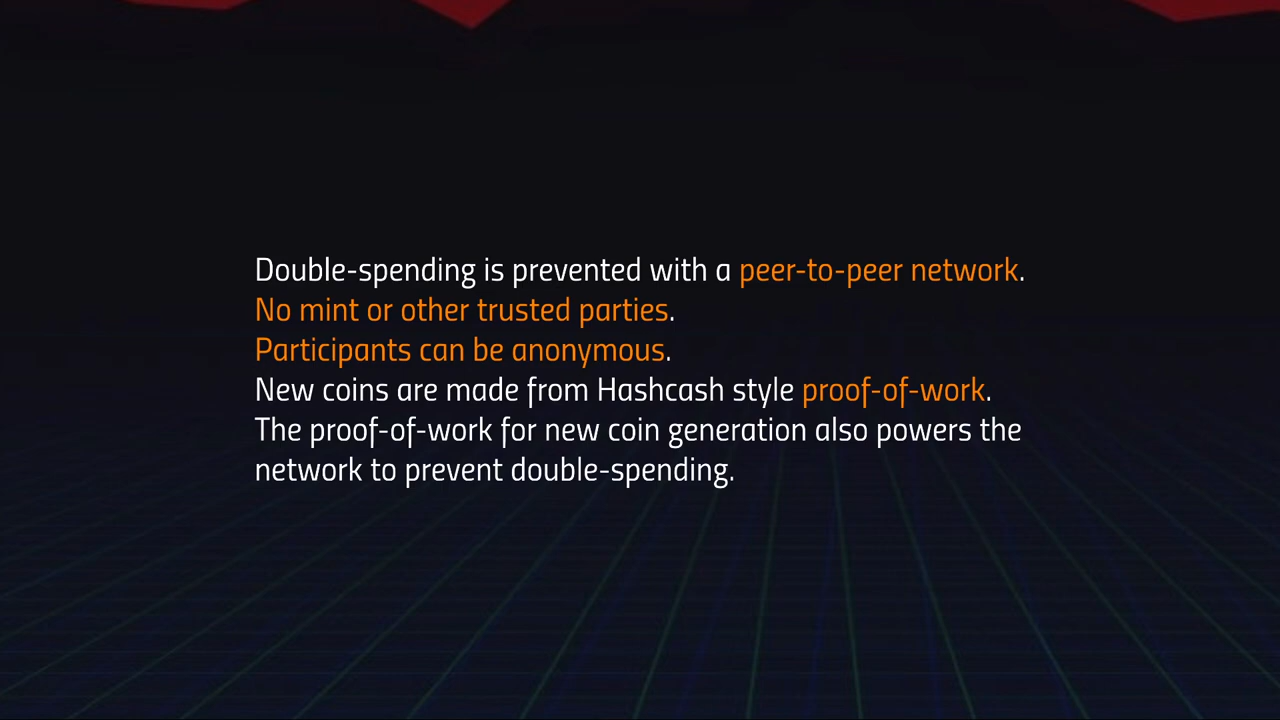 Double-spending is prevented with a peer-to-peer network.
No mint or other trusted parties.
Participants can be anonymous.
New coins are made from Hashcash style proof-of-work.
The proof-of-work for new coin generation also powers the
network to prevent double-spending.